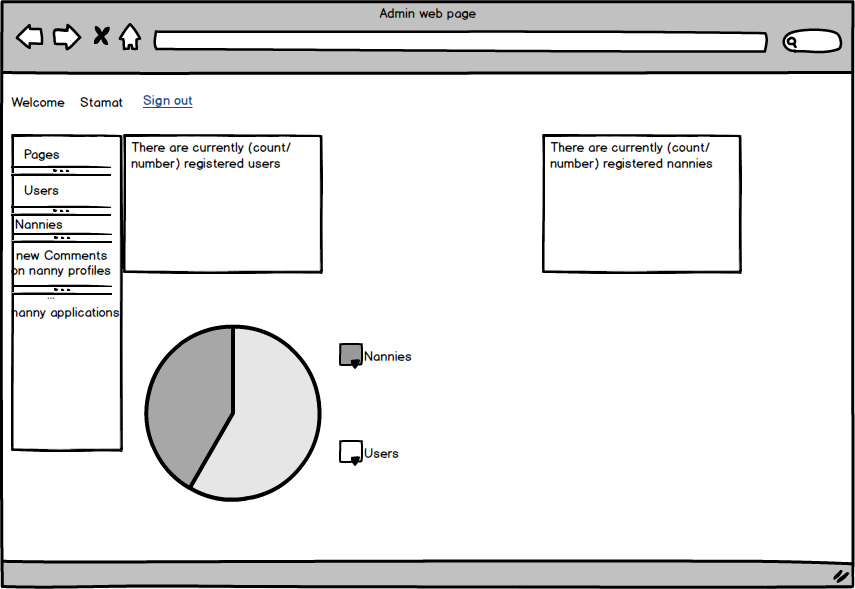 Admin web page
Welcome Stamat Sign out
Pages
Users
Nannies
new Comments
on nanny profiles
...
nanny applications
There are currently (count/
number) registered users
There are currently (count/
number) registered nannies
Nannies
Users